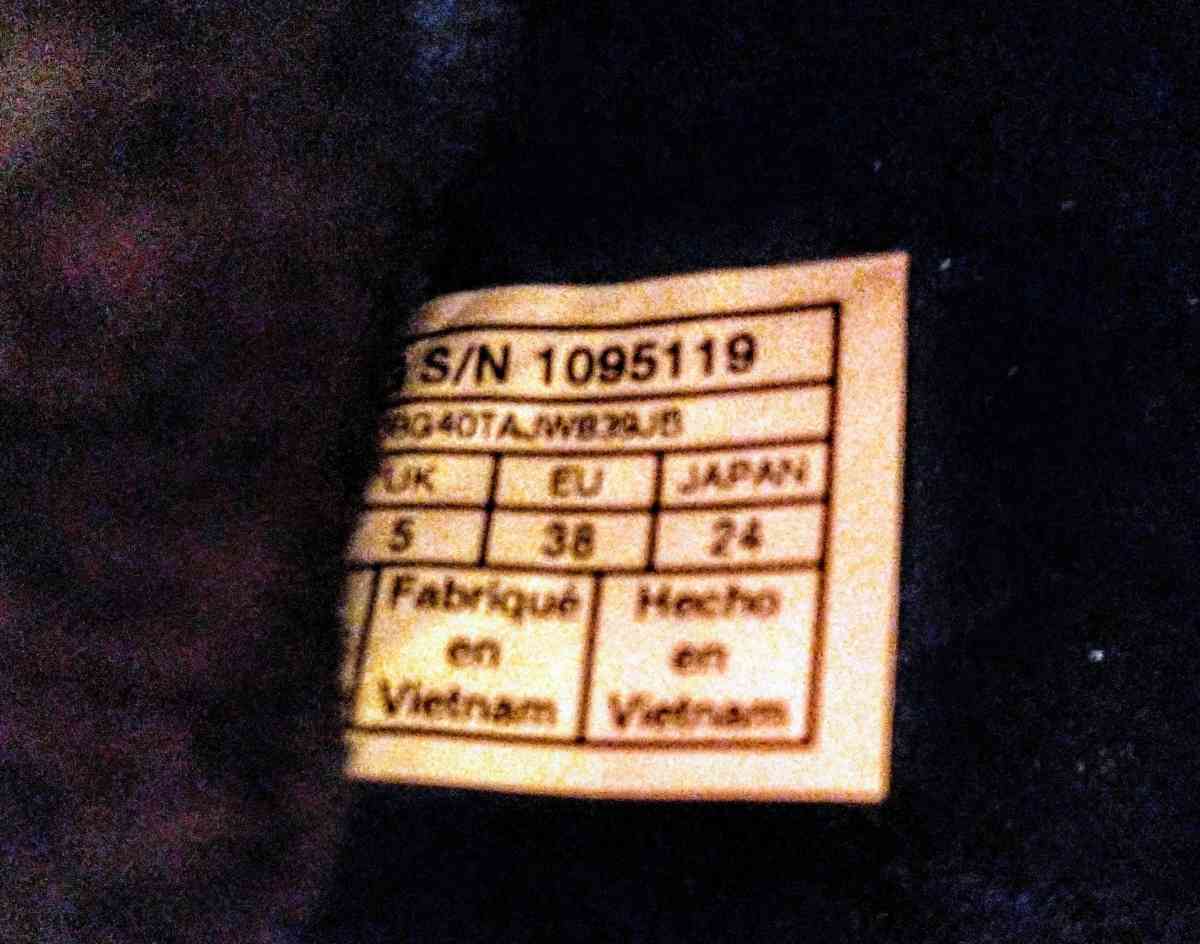 S/N 1095119
UK EU JAPAN
5 38 24
Fabriqué Hecho
en en
Vietnam Vietnam